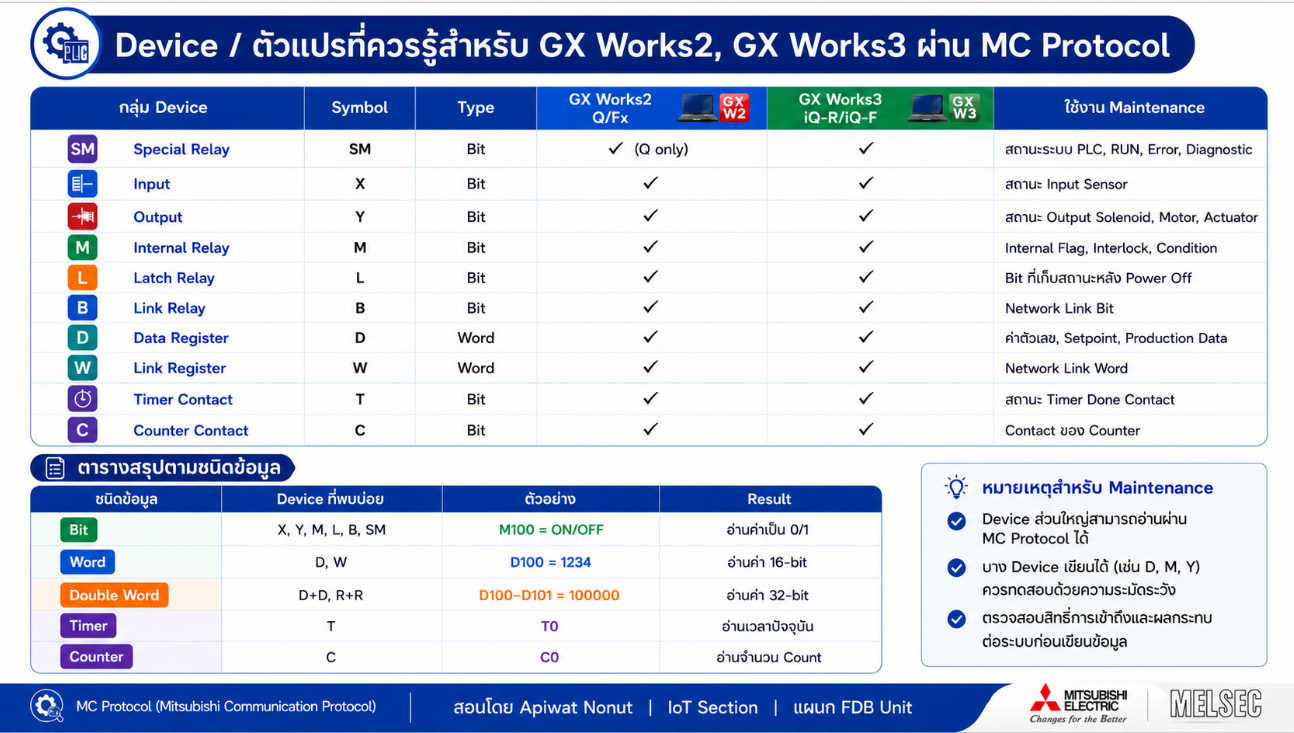 PLC
Device / ตัวแปรที่ควรรู้สำหรับ GX Works2, GX Works3 ผ่าน MC Protocol
กลุ่ม Device
Symbol
Type
GX Works2
Q/Fx
GX
W2
GX Works3
iQ-R/iQ-F
GX
W3
ใช้งาน Maintenance
SM Special Relay SM Bit ✓ (Q only) ✓ สถานะระบบ PLC, RUN, Error, Diagnostic
Input X Bit ✓ ✓ สถานะ Input Sensor
Output Y Bit ✓ ✓ สถานะ Output Solenoid, Motor, Actuator
M Internal Relay M Bit ✓ ✓ Internal Flag, Interlock, Condition
L Latch Relay L Bit ✓ ✓ Bit ที่เก็บสถานะหลัง Power Off
B Link Relay B Bit ✓ ✓ Network Link Bit
D Data Register D Word ✓ ✓ ค่าตัวเลข, Setpoint, Production Data
W Link Register W Word ✓ ✓ Network Link Word
Timer Contact T Bit ✓ ✓ สถานะ Timer Done Contact
C Counter Contact C Bit ✓ ✓ Contact ของ Counter
ตารางสรุปตามชนิดข้อมูล
ชนิดข้อมูล Device ที่พบบ่อย ตัวอย่าง Result
Bit X, Y, M, L, B, SM M100 = ON/OFF อ่านค่าเป็น 0/1
Word D, W D100 = 1234 อ่านค่า 16-bit
Double Word D+D, R+R D100–D101 = 100000 อ่านค่า 32-bit
Timer T T0 อ่านเวลาปัจจุบัน
Counter C C0 อ่านจำนวน Count
หมายเหตุสำหรับ Maintenance
Device ส่วนใหญ่สามารถอ่านผ่าน
MC Protocol ได้
บาง Device เขียนได้ (เช่น D, M, Y)
ควรทดสอบด้วยความระมัดระวัง
ตรวจสอบสิทธิ์การเข้าถึงและผลกระทบ
ต่อระบบก่อนเขียนข้อมูล
MC Protocol (Mitsubishi Communication Protocol)
สอนโดย Apiwat Nonut | IoT Section | แผนก FDB Unit
MITSUBISHI
ELECTRIC
Changes for the Better
MELSEC